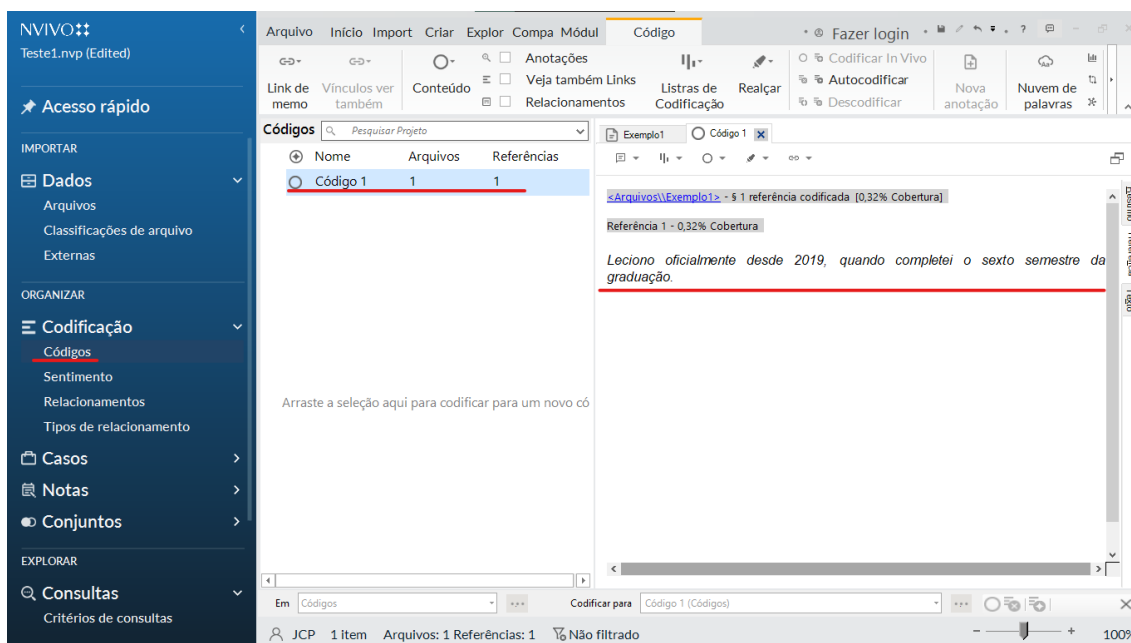 NVIVO
Teste1.nvp (Edited)
Acesso rápido
IMPORTAR
Dados
Arquivos
Classificações de arquivo
Externas
ORGANIZAR
Codificação
Códigos
Sentimento
Relacionamentos
Tipos de relacionamento
Casos
Notas
Conjuntos
EXPLORAR
Consultas
Critérios de consultas
Arquivo Início Import Criar Explor Compa Módul Código Fazer login ?
Link de memo
Vínculos ver também
Conteúdo
Anotações
Veja também Links
Relacionamentos
Listras de Codificação
Realçar
Codificar In Vivo
Autocodificar
Descodificar
Nova anotação
Nuvem de palavras
Códigos Pesquisar Projeto
Nome Arquivos Referências
Código 1 1 1
Arraste a seleção aqui para codificar para um novo có
Exemplo1 Código 1
<Arquivos\\Exemplo1> - § 1 referência codificada [0,32% Cobertura]
Referência 1 - 0,32% Cobertura
Leciono oficialmente desde 2019, quando completei o sexto semestre da
graduação.
Em Códigos Codificar para Código 1 (Códigos)
JCP 1 item Arquivos: 1 Referências: 1 Não filtrado 100%